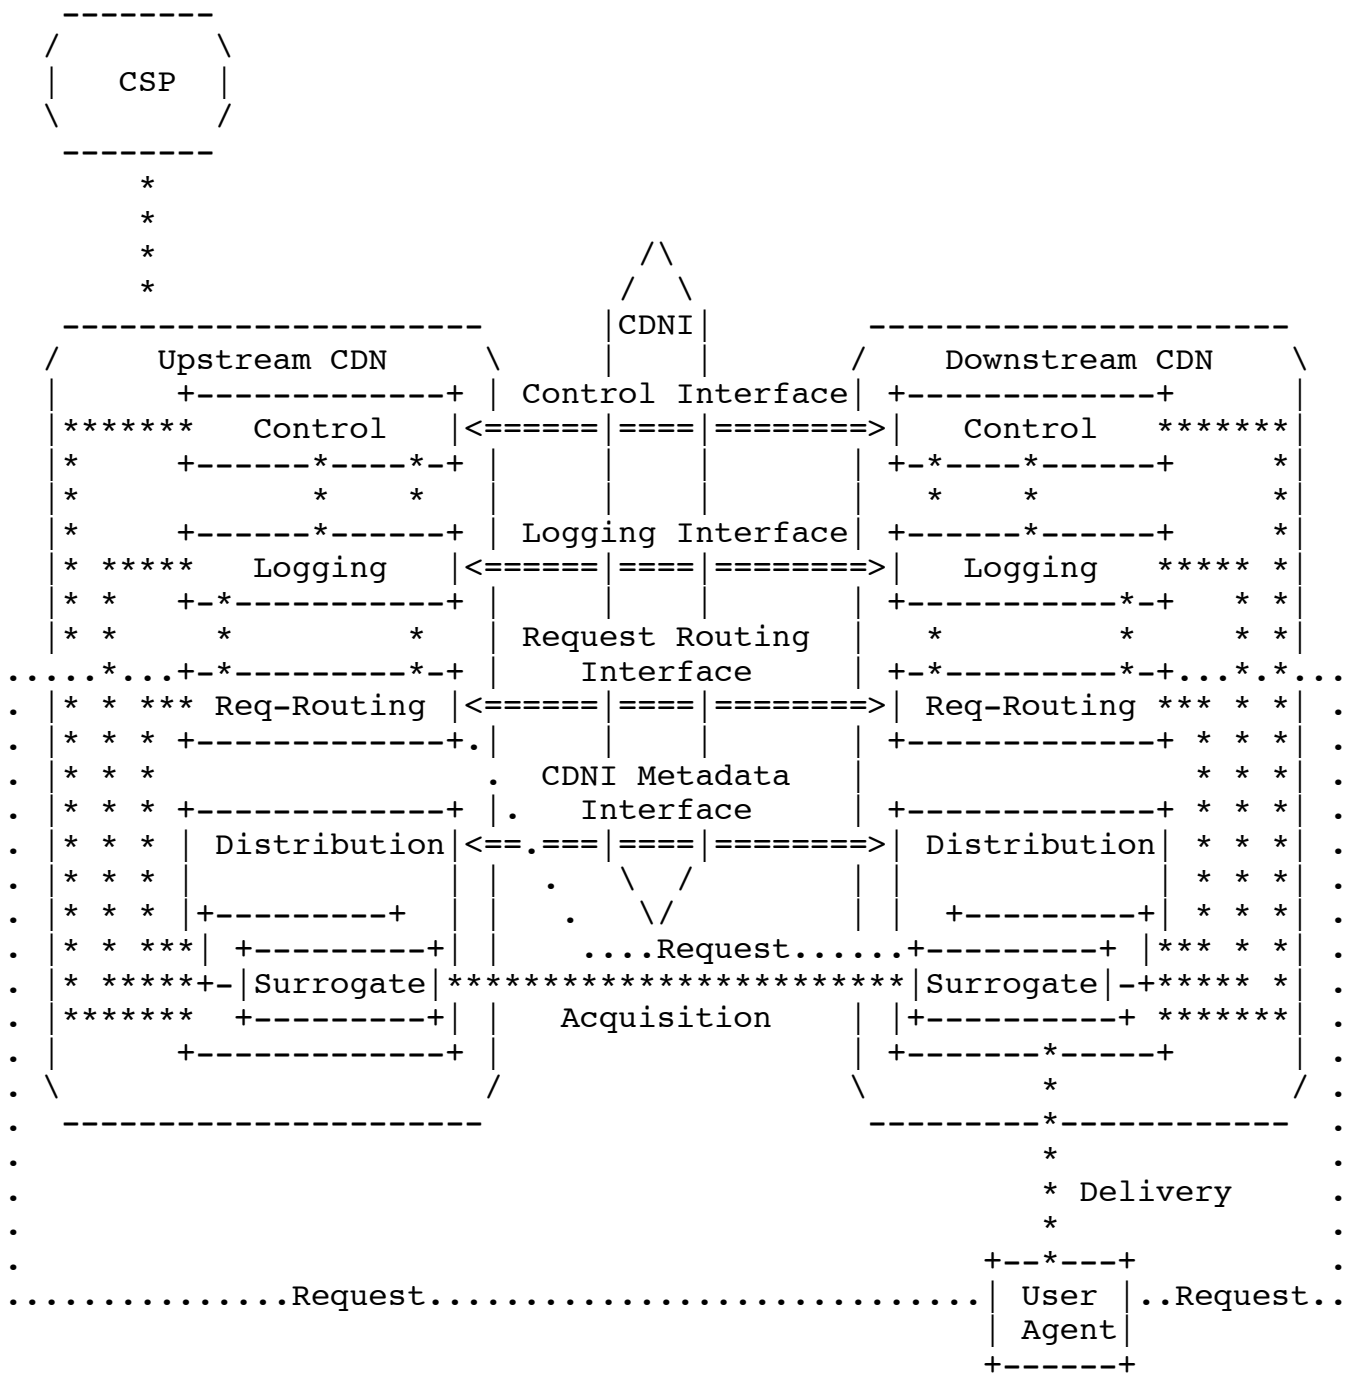 CSP
CDNI
Upstream CDN Downstream CDN
Control Interface
Control Control
Logging Interface
Logging Logging
Request Routing
Interface
Req-Routing Req-Routing
CDNI Metadata
Interface
Distribution Distribution
Request
Surrogate Surrogate
Acquisition
Delivery
Request User Request
Agent